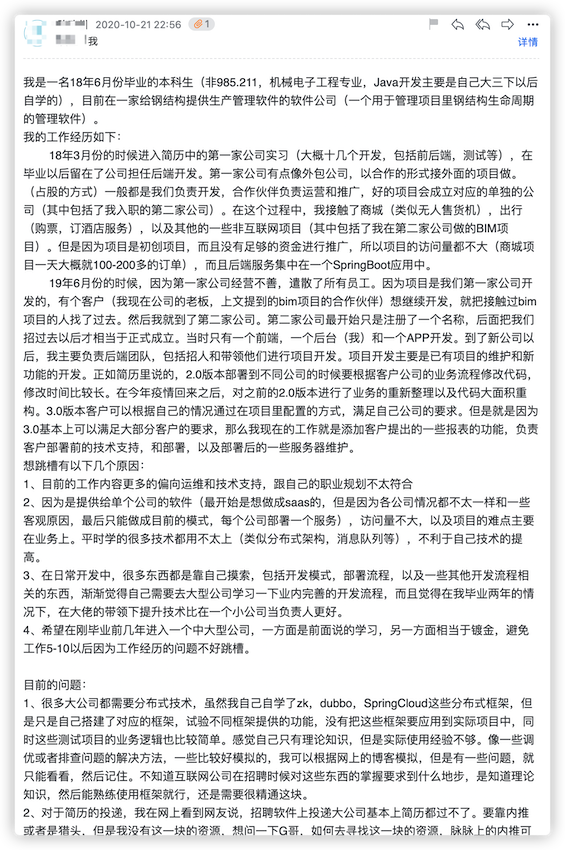 2020-10-21 22:56 1
我
详情
我是一名18年6月份毕业的本科生（非985.211，机械电子工程专业，Java开发主要是自己大三下以后
自学的），目前在一家给钢结构提供生产管理软件的软件公司（一个用于管理项目里钢结构生命周期
的管理软件）。
我的工作经历如下：
18年3月份的时候进入简历中的第一家公司实习（大概十几个开发，包括前后端，测试等），在
毕业以后留在了公司担任后端开发。第一家公司有点像外包公司，以合作的形式接外面的项目做。
（占股的方式）一般都是我们负责开发，合作伙伴负责运营和推广，好的项目会成立对应的单独的公
司（其中包括了我入职的第二家公司）。在这个过程中，我接触了商城（类似无人售货机），出行
（购票，订酒店服务），以及其他的一些非互联网项目（其中包括了我在第二家公司做的BIM项
目）。但是因为项目是初创项目，而且没有足够的资金进行推广，所以项目的访问量都不大（商城项
目一天大概就100-200多的订单），而且后端服务集中在一个SpringBoot应用中。
19年6月份的时候，因为第一家公司经营不善，遣散了所有员工。因为项目是我们第一家公司开
发的，有个客户（我现在公司的老板，上文提到的bim项目的合作伙伴）想继续开发，就把接触过bim
项目的人找了过去。然后我就到了第二家公司。第二家公司最开始只是注册了一个名称，后面把我们
招过去以后才相当于正式成立。当时只有一个前端，一个后台（我）和一个APP开发。到了新公司以
后，我主要负责后端团队，包括招人和带领他们进行项目开发。项目开发主要是已有项目的维护和新
功能的开发。正如简历里说的，2.0版本部署到不同公司的时候要根据客户公司的业务流程修改代码，
修改时间比较长。在今年疫情回来之后，对之前的2.0版本进行了业务的重新整理以及代码大面积重
构。3.0版本客户可以根据自己的情况通过在项目里配置的方式，满足自己公司的要求。但是就是因为
3.0基本上可以满足大部分客户的要求，那么我现在的工作就是添加客户提出的一些报表的功能，负责
客户部署前的技术支持，和部署，以及部署后的一些服务器维护。
想跳槽有以下几个原因：
1、目前的工作内容更多的偏向运维和技术支持，跟自己的职业规划不太符合
2、因为是提供给单个公司的软件（最开始是想做成saas的，但是因为各公司情况都不太一样和一些
客观原因，最后只能做成目前的模式，每个公司部署一个服务），访问量不大，以及项目的难点主要
在业务上。平时学的很多技术都用不太上（类似分布式架构，消息队列等），不利于自己技术的提
高。
3、在日常开发中，很多东西都是靠自己摸索，包括开发模式，部署流程，以及一些其他开发流程相
关的东西，渐渐觉得自己需要去大型公司学习一下业内完善的开发流程，而且觉得在我毕业两年的情
况下，在大佬的带领下提升技术比在一个小公司当负责人更好。
4、希望在刚毕业前几年进入一个中大型公司，一方面是前面说的学习，另一方面相当于镀金，避免
工作5-10以后因为工作经历的问题不好跳槽。
目前的问题：
1、很多大公司都需要分布式技术，虽然我自己自学了zk，dubbo，SpringCloud这些分布式框架，但
是只是自己搭建了对应的框架，试验不同框架提供的功能，没有把这些框架要应用到实际项目中，同
时这些测试项目的业务逻辑也比较简单。感觉自己只有理论知识，但是实际使用经验不够。像一些调
优或者排查问题的解决方法，一些比较好模拟的，我可以根据网上的博客模拟，但是有一些问题，就
只能看看，然后记住。不知道互联网公司在招聘时候对这些东西的掌握要求到什么地步，是知道理论
知识，然后能熟练使用框架就行，还是需要很精通这块。
2、对于简历的投递，我在网上看到网友说，招聘软件上投递大公司基本上简历都过不了。要靠内推
或者是猎头，但是我没有这一块的资源，想问一下G哥，如何去寻找这一块的资源，脉脉上的内推可